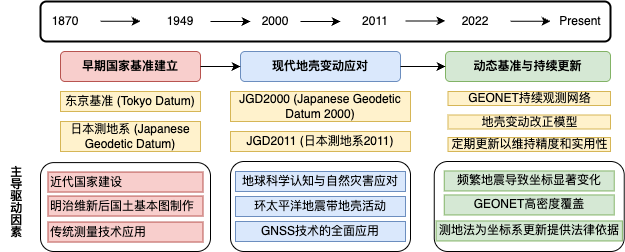 1870
1949
2000
2011
2022
Present
早期国家基准建立
现代地壳变动应对
动态基准与持续更新
东京基准 (Tokyo Datum)
日本測地系 (Japanese
Geodetic Datum)
JGD2000 (Japanese Geodetic
Datum 2000)
JGD2011 (日本測地系2011)
GEONET持续观测网络
地壳变动改正模型
定期更新以维持精度和实用性
主导驱动因素
近代国家建设
明治维新后国土基本图制作
传统测量技术应用
地球科学认知与自然灾害应对
环太平洋地震带地壳活动
GNSS技术的全面应用
频繁地震导致坐标显著变化
GEONET高密度覆盖
测地法为坐标系更新提供法律依据